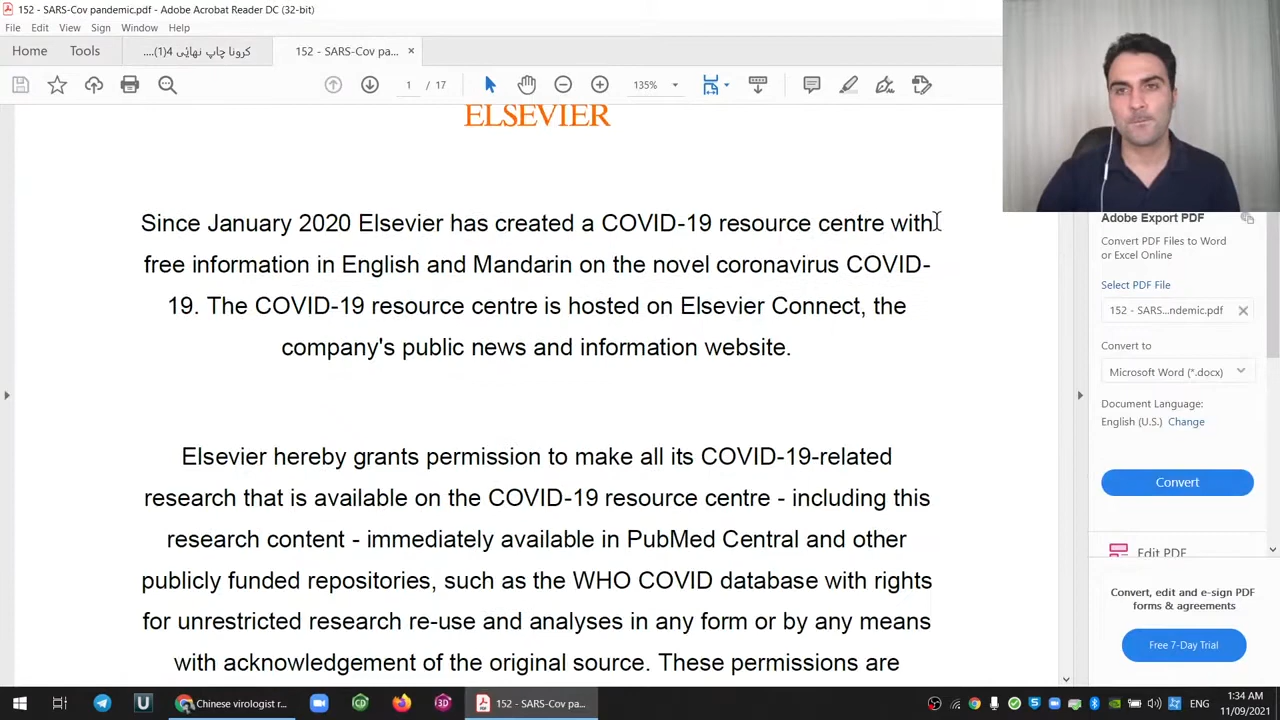 152 - SARS-Cov pandemic.pdf - Adobe Acrobat Reader DC (32-bit)
File Edit View Sign Window Help
Home Tools کرونا چاپ نهائی 4(1).... 152 - SARS-Cov pa... ×
1 / 17 135%
ELSEVIER
Since January 2020 Elsevier has created a COVID-19 resource centre with
free information in English and Mandarin on the novel coronavirus COVID-
19. The COVID-19 resource centre is hosted on Elsevier Connect, the
company's public news and information website.
Elsevier hereby grants permission to make all its COVID-19-related
research that is available on the COVID-19 resource centre - including this
research content - immediately available in PubMed Central and other
publicly funded repositories, such as the WHO COVID database with rights
for unrestricted research re-use and analyses in any form or by any means
with acknowledgement of the original source. These permissions are
Adobe Export PDF
Convert PDF Files to Word
or Excel Online
Select PDF File
152 - SARS...ndemic.pdf
Convert to
Microsoft Word (*.docx)
Document Language:
English (U.S.) Change
Convert
Edit PDF
Convert, edit and e-sign PDF
forms & agreements
Free 7-Day Trial
Chinese virologist r...
152 - SARS-Cov pa...
ENG
1:34 AM
11/09/2021